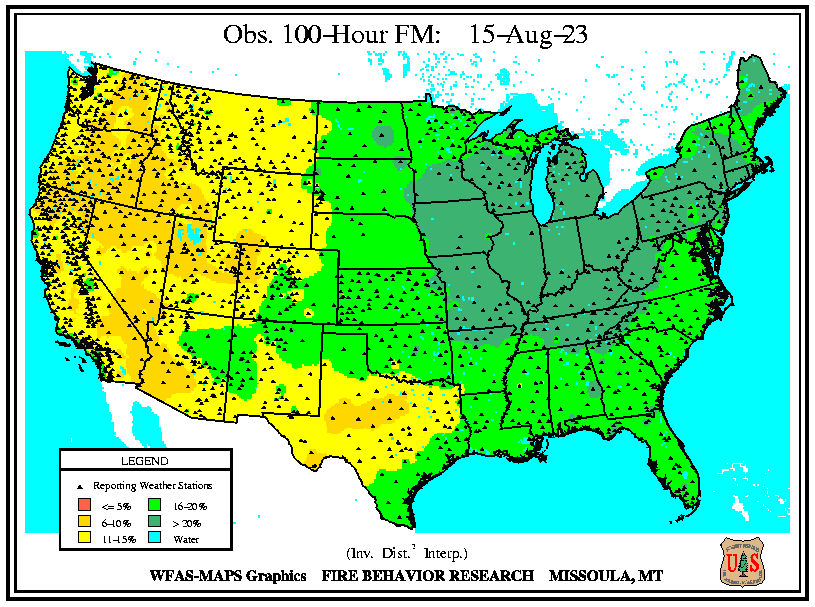 Obs. 100-Hour FM: 15-Aug-23
LEGEND
Reporting Weather Stations
<= 5% 16-20%
6-10% > 20%
11-15% Water
(Inv. Dist.² Interp.)
WFAS-MAPS Graphics FIRE BEHAVIOR RESEARCH MISSOULA, MT
U S